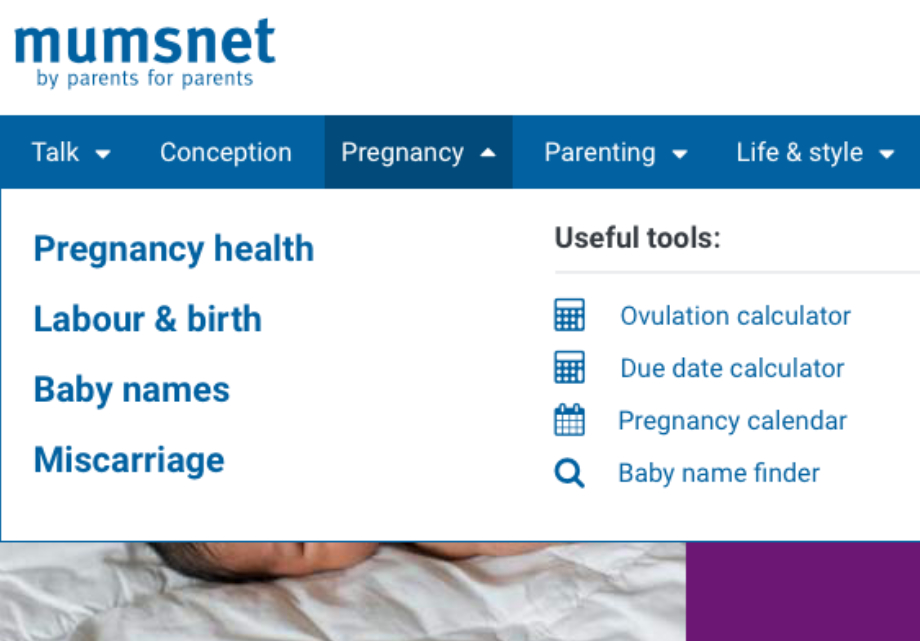 mumsnet
by parents for parents
Talk Conception Pregnancy Parenting Life & style
Pregnancy health
Labour & birth
Baby names
Miscarriage
Useful tools:
Ovulation calculator
Due date calculator
Pregnancy calendar
Baby name finder